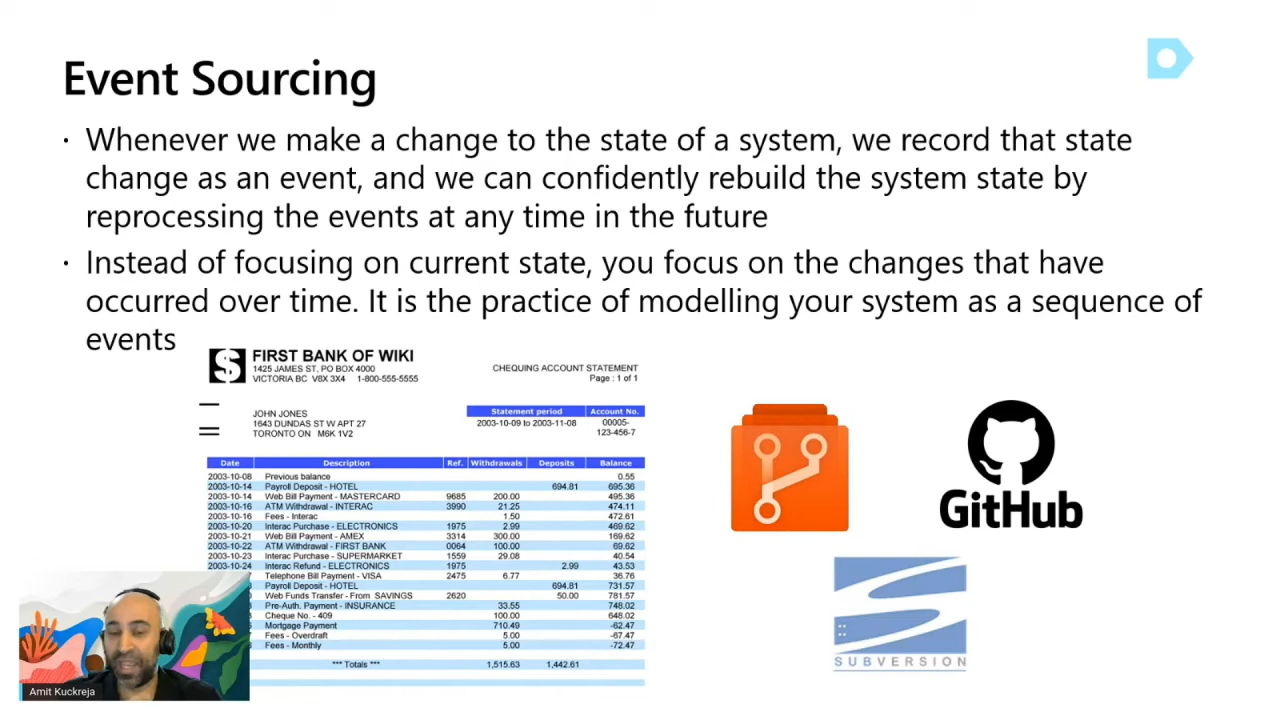 Event Sourcing
· Whenever we make a change to the state of a system, we record that state
change as an event, and we can confidently rebuild the system state by
reprocessing the events at any time in the future
· Instead of focusing on current state, you focus on the changes that have
occurred over time. It is the practice of modelling your system as a sequence of
events
$ FIRST BANK OF WIKI
1425 JAMES ST, PO BOX 4000
VICTORIA BC V8X 3X4 1-800-555-5555
CHEQUING ACCOUNT STATEMENT
Page : 1 of 1
JOHN JONES
1643 DUNDAS ST W APT 27
TORONTO ON M6K 1V2
Statement period Account No.
2003-10-09 to 2003-11-08 00005-
123-456-7
Date Description Ref. Withdrawals Deposits Balance
2003-10-08 Previous balance 0.55
2003-10-14 Payroll Deposit - HOTEL 694.81 695.36
2003-10-14 Web Bill Payment - MASTERCARD 9685 200.00 495.36
2003-10-16 ATM Withdrawal - INTERAC 3990 21.25 474.11
2003-10-16 Fees - Interac 1.50 472.61
2003-10-20 Interac Purchase - ELECTRONICS 1975 2.99 469.62
2003-10-21 Web Bill Payment - AMEX 3314 300.00 169.62
2003-10-22 ATM Withdrawal - FIRST BANK 0064 100.00 69.62
2003-10-23 Interac Purchase - SUPERMARKET 1559 29.08 40.54
2003-10-24 Interac Refund - ELECTRONICS 1975 2.99 43.53
Telephone Bill Payment - VISA 2475 6.77 36.76
Payroll Deposit - HOTEL 694.81 731.57
Web Funds Transfer - From SAVINGS 2620 50.00 781.57
Pre-Auth. Payment - INSURANCE 33.55 748.02
Cheque No. - 409 100.00 648.02
Mortgage Payment 710.49 -62.47
Fees - Overdraft 5.00 -67.47
Fees - Monthly 5.00 -72.47
*** Totals *** 1,515.63 1,442.61
GitHub
SUBVERSION
Amit Kuckreja